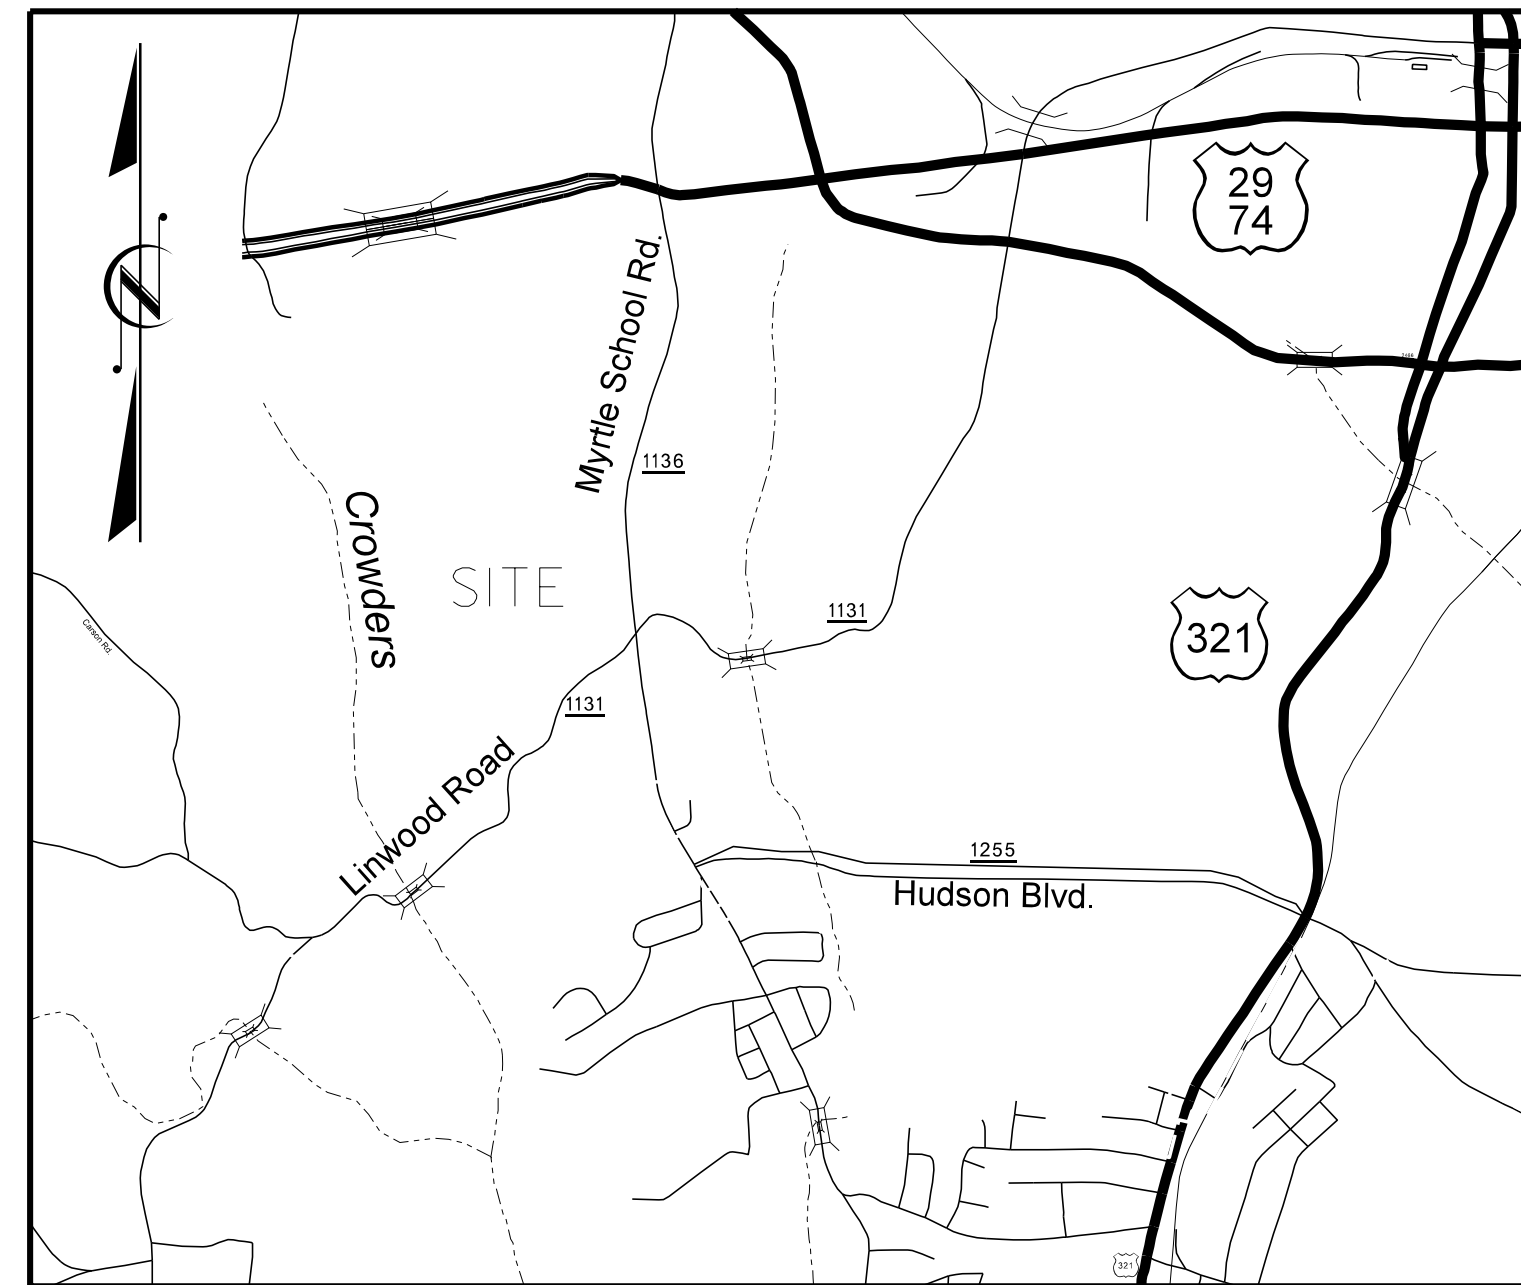 29
74
Myrtle School Rd.
2486
1136
Crowders
SITE
1131
Carson Rd.
321
1131
Linwood Road
1255
Hudson Blvd.
321
N